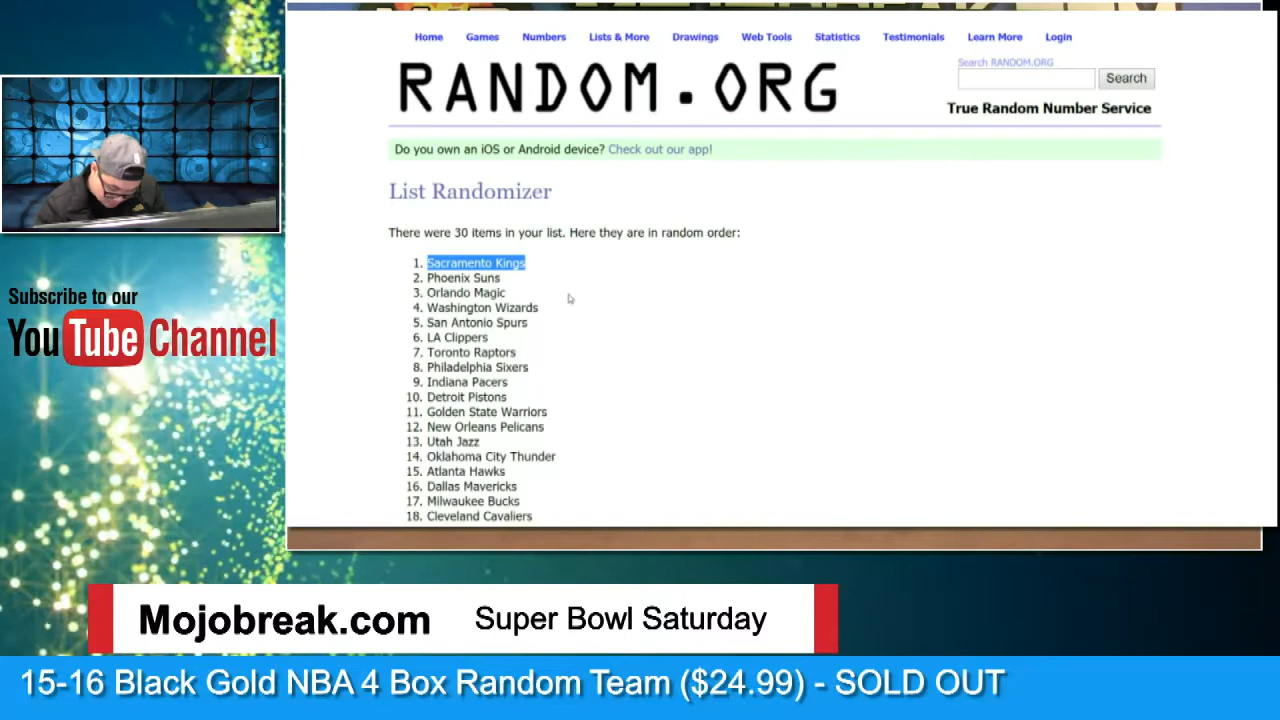 Home Games Numbers Lists & More Drawings Web Tools Statistics Testimonials Learn More Login
RANDOM.ORG
Search RANDOM.ORG
Search
True Random Number Service
Do you own an iOS or Android device? Check out our app!
List Randomizer
There were 30 items in your list. Here they are in random order:
1. Sacramento Kings
2. Phoenix Suns
3. Orlando Magic
4. Washington Wizards
5. San Antonio Spurs
6. LA Clippers
7. Toronto Raptors
8. Philadelphia Sixers
9. Indiana Pacers
10. Detroit Pistons
11. Golden State Warriors
12. New Orleans Pelicans
13. Utah Jazz
14. Oklahoma City Thunder
15. Atlanta Hawks
16. Dallas Mavericks
17. Milwaukee Bucks
18. Cleveland Cavaliers
Subscribe to our
YouTube Channel
Mojobreak.com Super Bowl Saturday
15-16 Black Gold NBA 4 Box Random Team ($24.99) - SOLD OUT